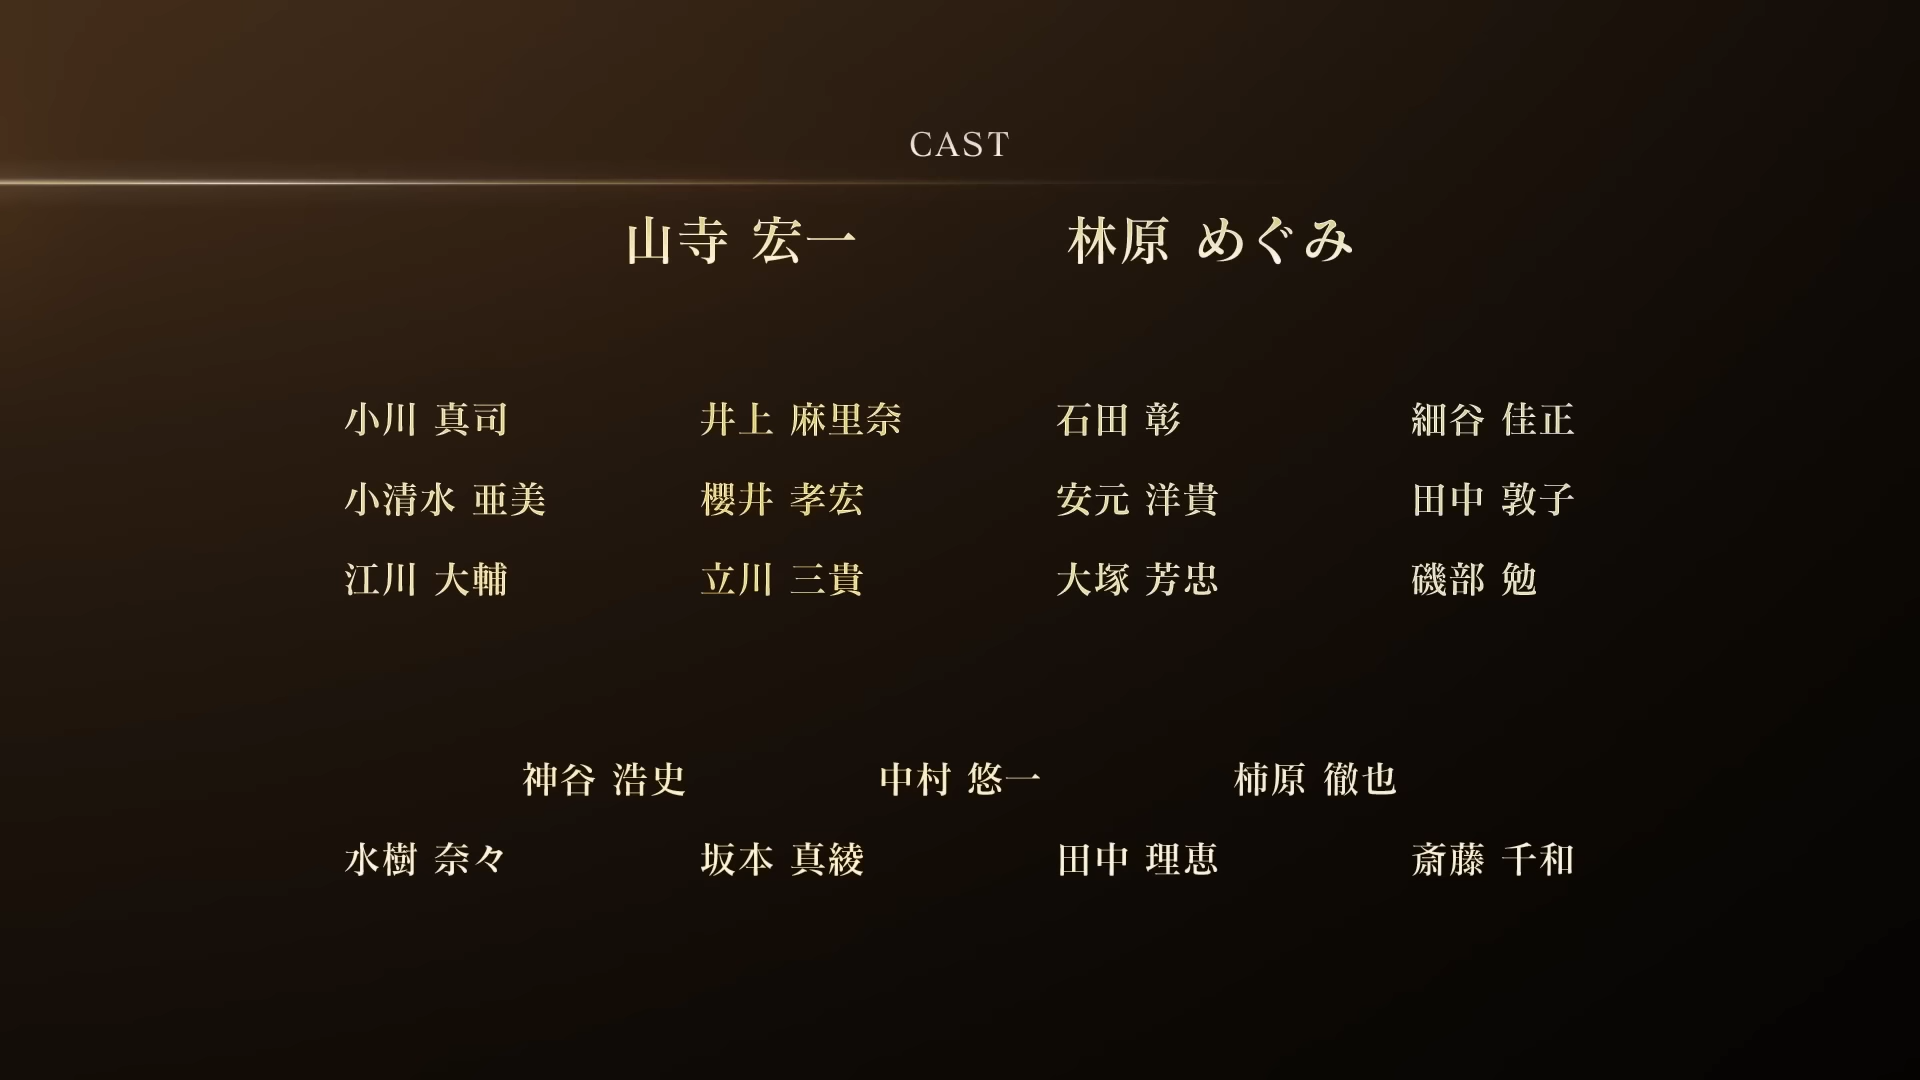 CAST
山寺 宏一 林原 めぐみ
小川 真司 井上 麻里奈 石田 彰 細谷 佳正
小清水 亜美 櫻井 孝宏 安元 洋貴 田中 敦子
江川 大輔 立川 三貴 大塚 芳忠 磯部 勉
神谷 浩史 中村 悠一 柿原 徹也
水樹 奈々 坂本 真綾 田中 理恵 斎藤 千和